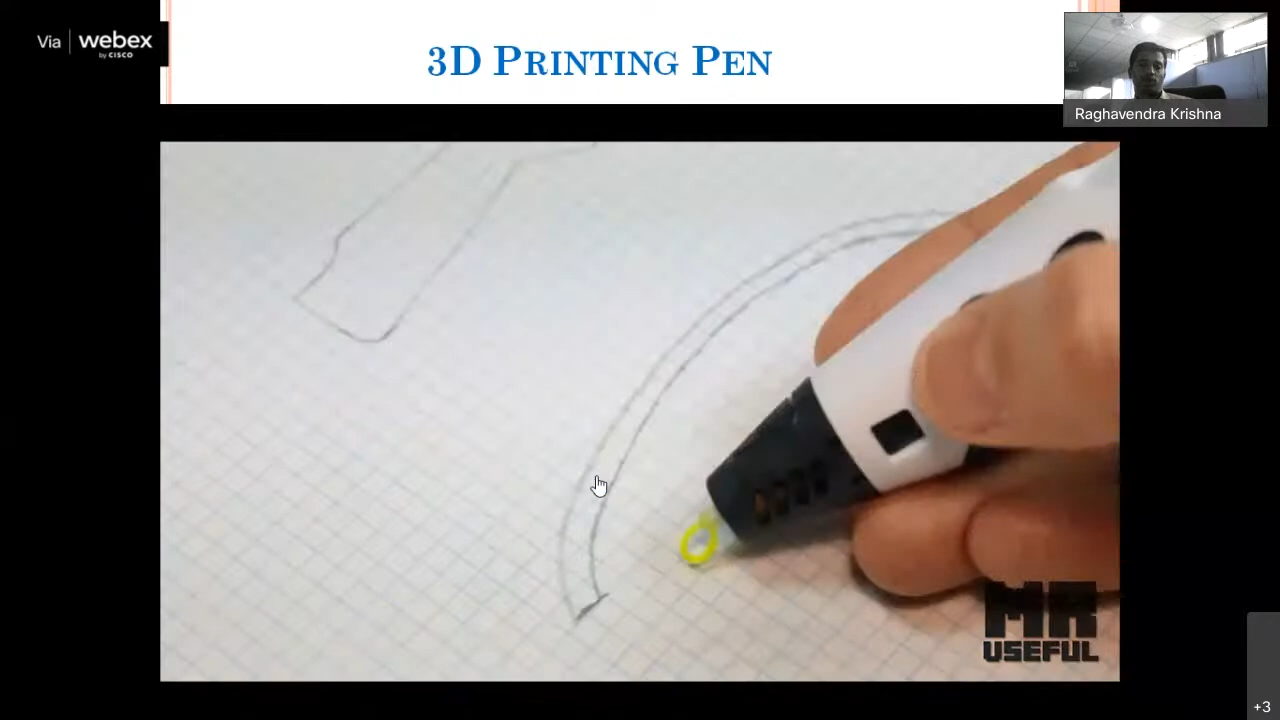 Via | webex
by CISCO
3D PRINTING PEN
Raghavendra Krishna
MR
USEFUL
+3